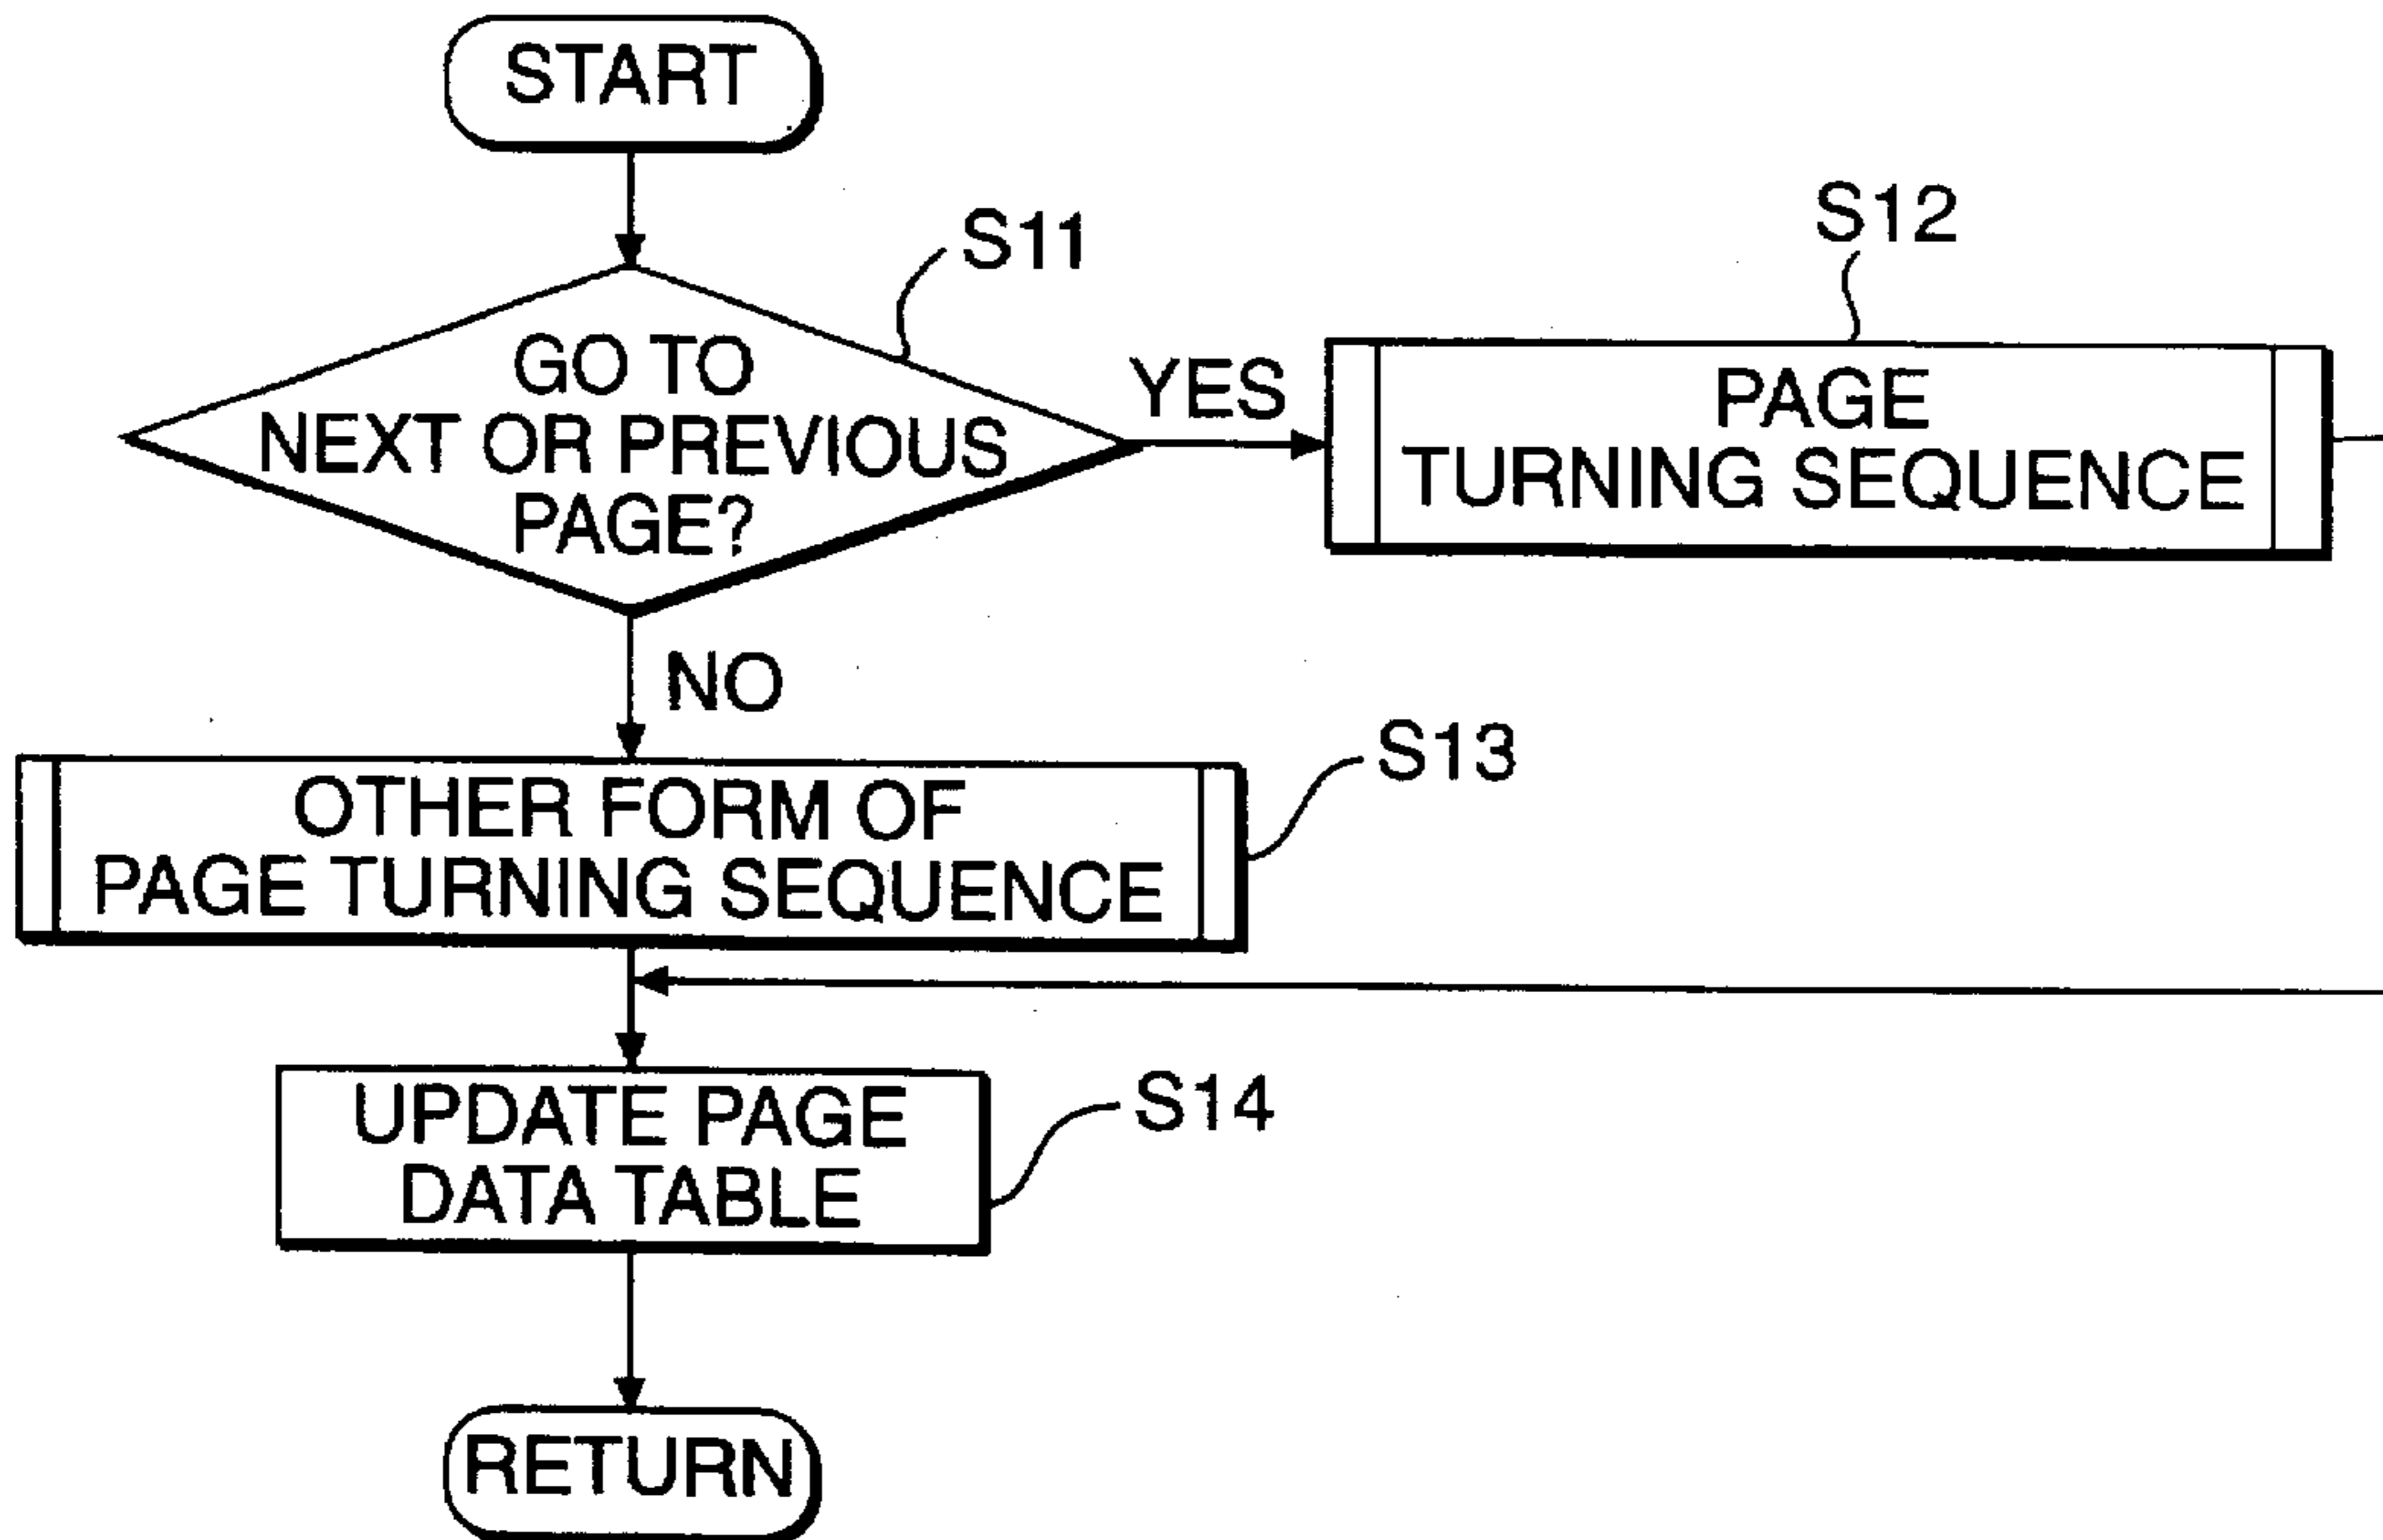 START
S11
S12
GO TO
NEXT OR PREVIOUS
PAGE?
YES
PAGE
TURNING SEQUENCE
NO
S13
OTHER FORM OF
PAGE TURNING SEQUENCE
S14
UPDATE PAGE
DATA TABLE
RETURN